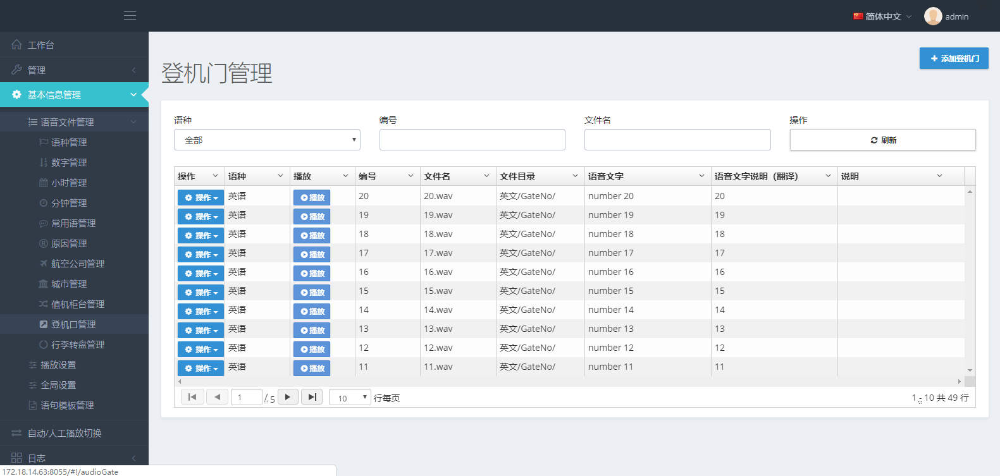 简体中文 admin
工作台
管理
基本信息管理
语音文件管理
语种管理
数字管理
小时管理
分钟管理
常用语管理
原因管理
航空公司管理
城市管理
值机柜台管理
登机口管理
行李转盘管理
播放设置
全局设置
语句模板管理
自动/人工播放切换
日志
172.18.14.63:8055/#!/audioGate
登机门管理
添加登机门
语种 编号 文件名 操作
全部 刷新
操作 语种 播放 编号 文件名 文件目录 语音文字 语音文字说明（翻译） 说明
操作 英语 播放 20 20.wav 英文/GateNo/ number 20 20
操作 英语 播放 19 19.wav 英文/GateNo/ number 19 19
操作 英语 播放 18 18.wav 英文/GateNo/ number 18 18
操作 英语 播放 17 17.wav 英文/GateNo/ number 17 17
操作 英语 播放 16 16.wav 英文/GateNo/ number 16 16
操作 英语 播放 15 15.wav 英文/GateNo/ number 15 15
操作 英语 播放 14 14.wav 英文/GateNo/ number 14 14
操作 英语 播放 13 13.wav 英文/GateNo/ number 13 13
操作 英语 播放 12 12.wav 英文/GateNo/ number 12 12
操作 英语 播放 11 11.wav 英文/GateNo/ number 11 11
1 / 5 10 行每页 1 - 10 共 49 行